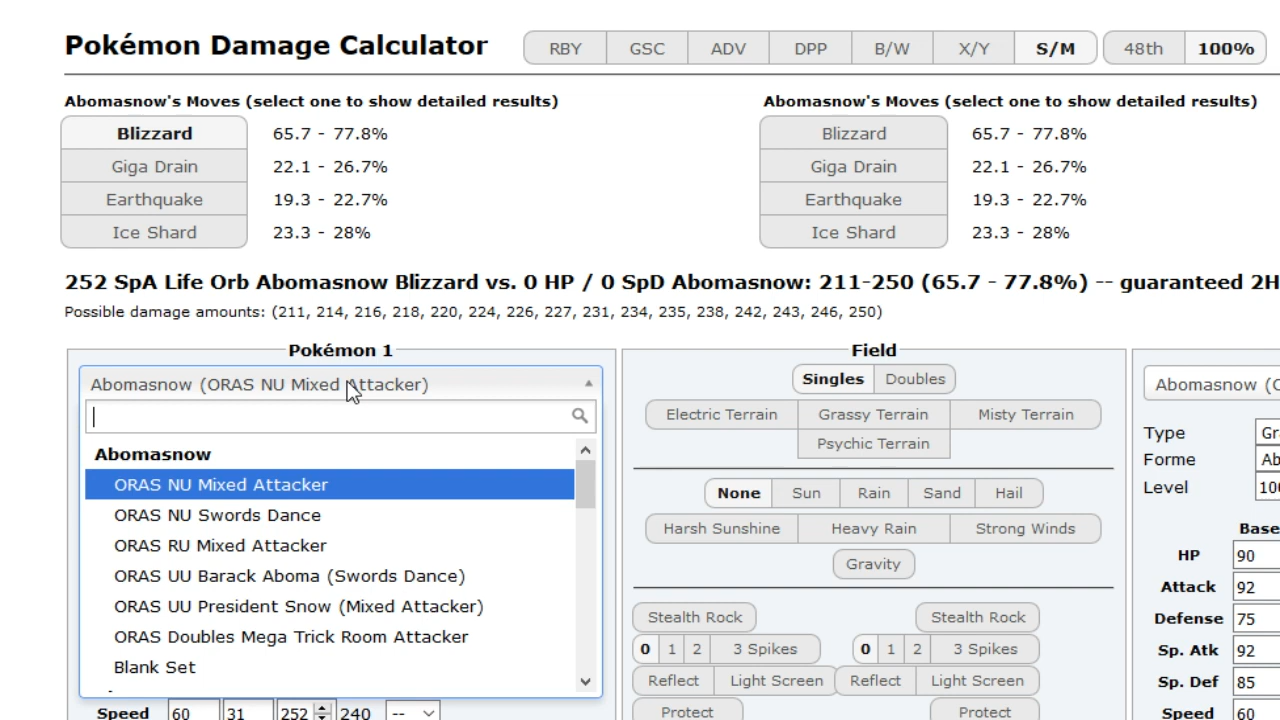 Pokémon Damage Calculator
RBY GSC ADV DPP B/W X/Y S/M 48th 100%
Abomasnow's Moves (select one to show detailed results)
Blizzard 65.7 - 77.8%
Giga Drain 22.1 - 26.7%
Earthquake 19.3 - 22.7%
Ice Shard 23.3 - 28%
Abomasnow's Moves (select one to show detailed results)
Blizzard 65.7 - 77.8%
Giga Drain 22.1 - 26.7%
Earthquake 19.3 - 22.7%
Ice Shard 23.3 - 28%
252 SpA Life Orb Abomasnow Blizzard vs. 0 HP / 0 SpD Abomasnow: 211-250 (65.7 - 77.8%) -- guaranteed 2H
Possible damage amounts: (211, 214, 216, 218, 220, 224, 226, 227, 231, 234, 235, 238, 242, 243, 246, 250)
Pokémon 1
Abomasnow (ORAS NU Mixed Attacker)
Abomasnow
ORAS NU Mixed Attacker
ORAS NU Swords Dance
ORAS RU Mixed Attacker
ORAS UU Barack Aboma (Swords Dance)
ORAS UU President Snow (Mixed Attacker)
ORAS Doubles Mega Trick Room Attacker
Blank Set
Speed 60 31 252 240 --
Field
Singles Doubles
Electric Terrain Grassy Terrain Misty Terrain
Psychic Terrain
None Sun Rain Sand Hail
Harsh Sunshine Heavy Rain Strong Winds
Gravity
Stealth Rock Stealth Rock
0 1 2 3 Spikes 0 1 2 3 Spikes
Reflect Light Screen Reflect Light Screen
Protect Protect
Abomasnow (
Type Gr
Forme Ab
Level 100
Base
HP 90
Attack 92
Defense 75
Sp. Atk 92
Sp. Def 85
Speed 60